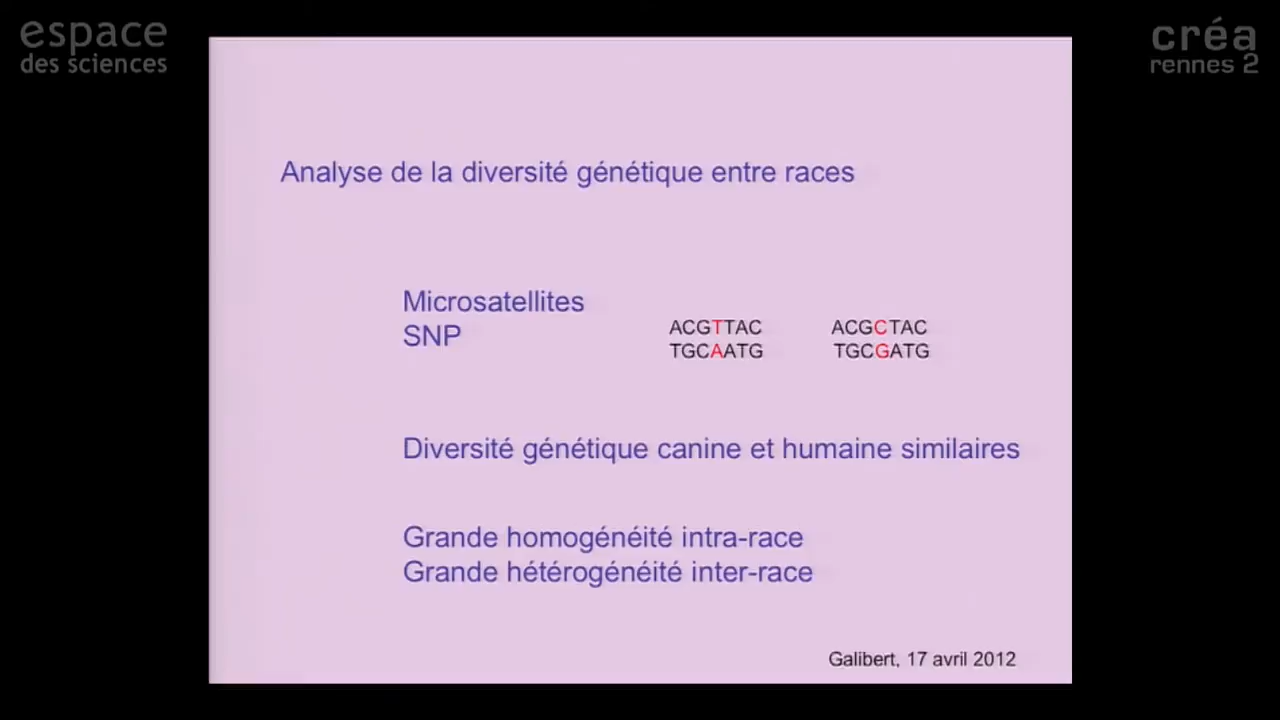 espace
des sciences
créa
rennes 2
Analyse de la diversité génétique entre races
Microsatellites
SNP
ACGTTAC ACGCTAC
TGCAATG TGCGATG
Diversité génétique canine et humaine similaires
Grande homogénéité intra-race
Grande hétérogénéité inter-race
Galibert, 17 avril 2012